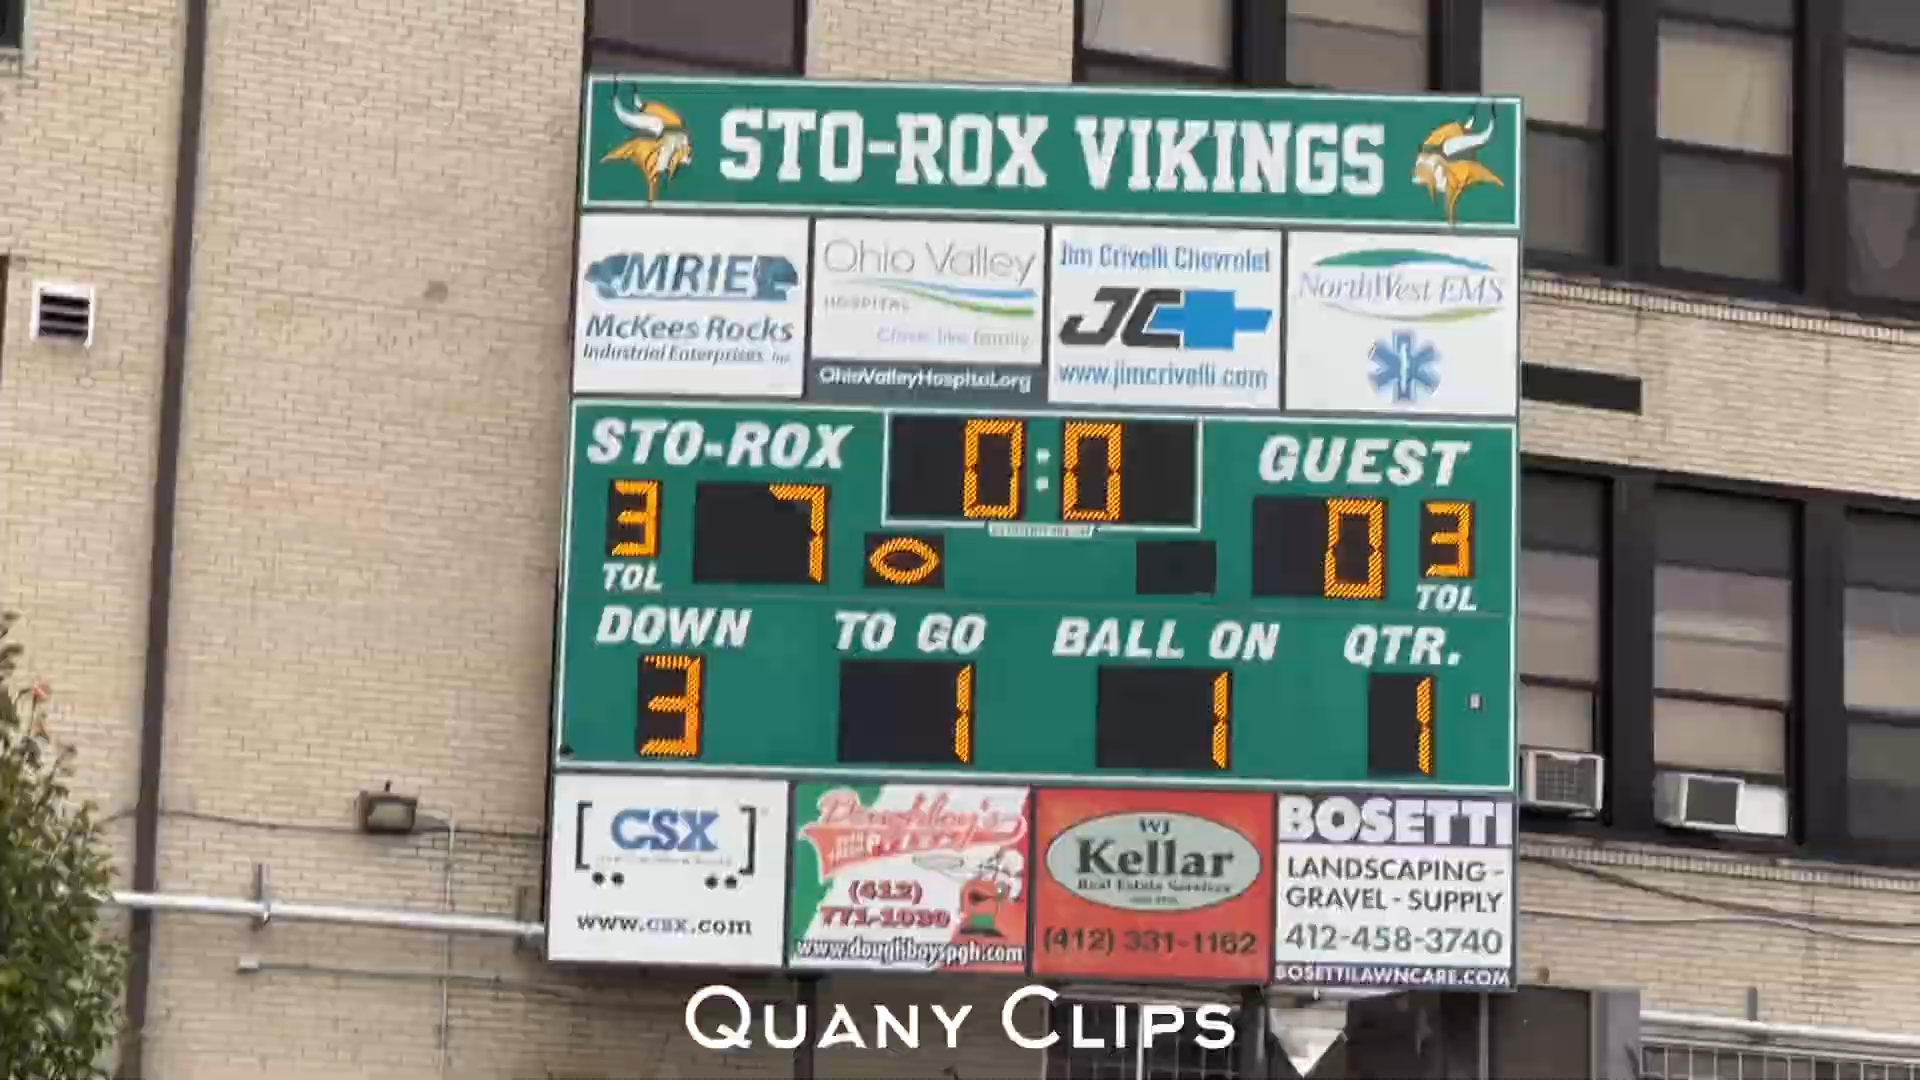 STO-ROX VIKINGS
MRIE
McKees Rocks
Industrial Enterprises, Inc.
Ohio Valley
HOSPITAL
OhioValleyHospital.org
Jim Crivelli Chevrolet
JC
www.jimcrivelli.com
NorthWest EMS
STO-ROX
0:0
GUEST
3
7
0
3
TOL
TOL
DOWN
TO GO
BALL ON
QTR.
3
1
1
1
CSX
www.csx.com
(412)
771-1030
www.doughboyspgh.com
WJ
Kellar
Real Estate Services
(412) 331-1162
BOSETTI
LANDSCAPING -
GRAVEL - SUPPLY
412-458-3740
BOSETTILAWNCARE.COM
QUANY CLIPS